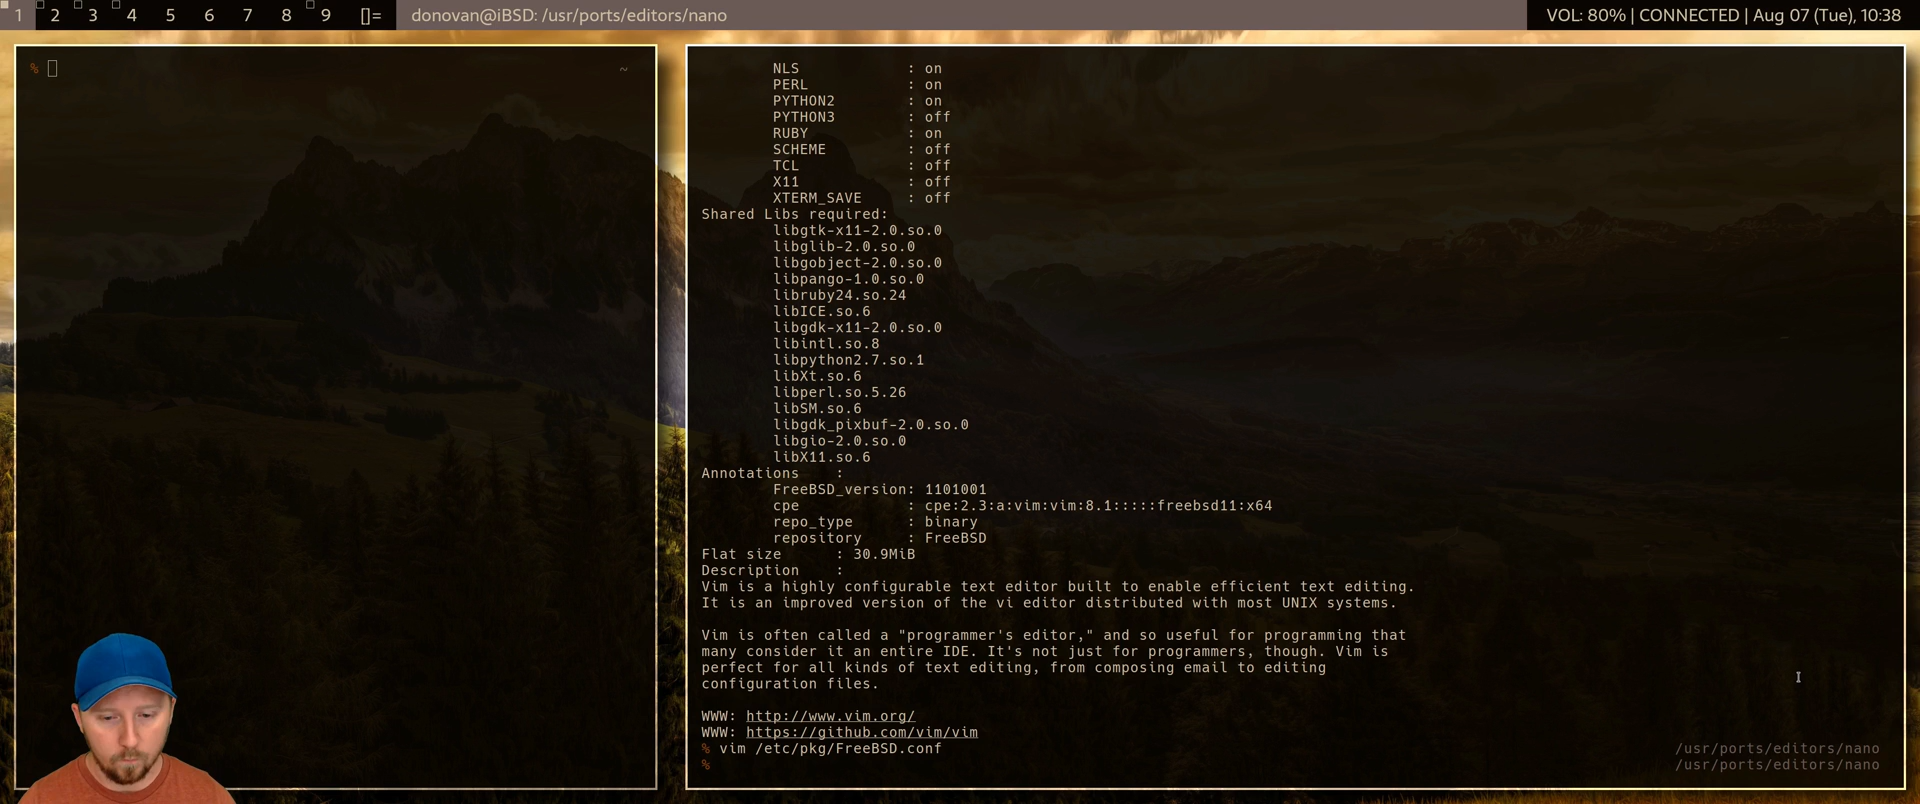 1 2 3 4 5 6 7 8 9 []= donovan@iBSD: /usr/ports/editors/nano VOL: 80% | CONNECTED | Aug 07 (Tue), 10:38
% ~
NLS : on
PERL : on
PYTHON2 : on
PYTHON3 : off
RUBY : on
SCHEME : off
TCL : off
X11 : off
XTERM_SAVE : off
Shared Libs required:
libgtk-x11-2.0.so.0
libglib-2.0.so.0
libgobject-2.0.so.0
libpango-1.0.so.0
libruby24.so.24
libICE.so.6
libgdk-x11-2.0.so.0
libintl.so.8
libpython2.7.so.1
libXt.so.6
libperl.so.5.26
libSM.so.6
libgdk_pixbuf-2.0.so.0
libgio-2.0.so.0
libX11.so.6
Annotations :
FreeBSD_version: 1101001
cpe : cpe:2.3:a:vim:vim:8.1:::::freebsd11:x64
repo_type : binary
repository : FreeBSD
Flat size : 30.9MiB
Description :
Vim is a highly configurable text editor built to enable efficient text editing.
It is an improved version of the vi editor distributed with most UNIX systems.
Vim is often called a "programmer's editor," and so useful for programming that
many consider it an entire IDE. It's not just for programmers, though. Vim is
perfect for all kinds of text editing, from composing email to editing
configuration files.
WWW: http://www.vim.org/
WWW: https://github.com/vim/vim
% vim /etc/pkg/FreeBSD.conf /usr/ports/editors/nano
% /usr/ports/editors/nano